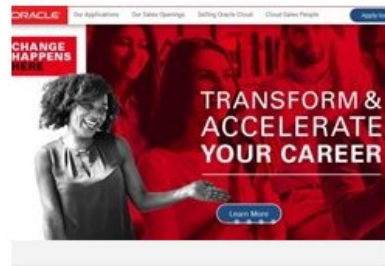 ORACLE Our Applications Our Sales Openings Selling Oracle Cloud Cloud Sales People Apply
CHANGE
HAPPENS
HERE
TRANSFORM &
ACCELERATE
YOUR CAREER
Learn More